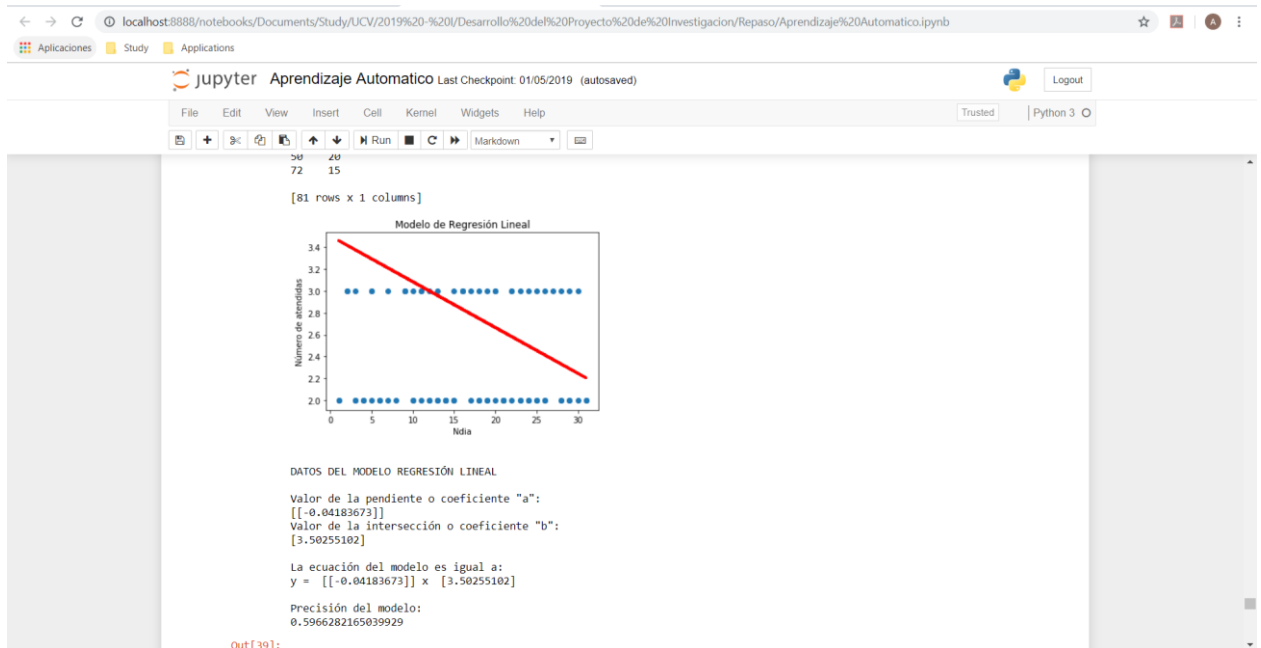 localhost:8888/notebooks/Documents/Study/UCV/2019%20-%20I/Desarrollo%20del%20Proyecto%20de%20Investigacion/Repaso/Aprendizaje%20Automatico.ipynb
A
Aplicaciones Study Applications
jupyter Aprendizaje Automatico Last Checkpoint: 01/05/2019 (autosaved)
Logout
File Edit View Insert Cell Kernel Widgets Help
Trusted Python 3
Run Markdown
50 20
72 15
[81 rows x 1 columns]
Modelo de Regresión Lineal
3.4
3.2
3.0
2.8
2.6
2.4
2.2
2.0
Número de atendidas
0 5 10 15 20 25 30
Ndia
DATOS DEL MODELO REGRESIÓN LINEAL
Valor de la pendiente o coeficiente "a":
[[-0.04183673]]
Valor de la intersección o coeficiente "b":
[3.50255102]
La ecuación del modelo es igual a:
y = [[-0.04183673]] x [3.50255102]
Precisión del modelo:
0.5966282165039929
Out[39]: